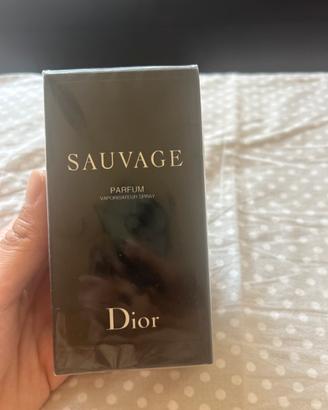 SAUVAGE
PARFUM
VAPORISATEUR SPRAY
Dior